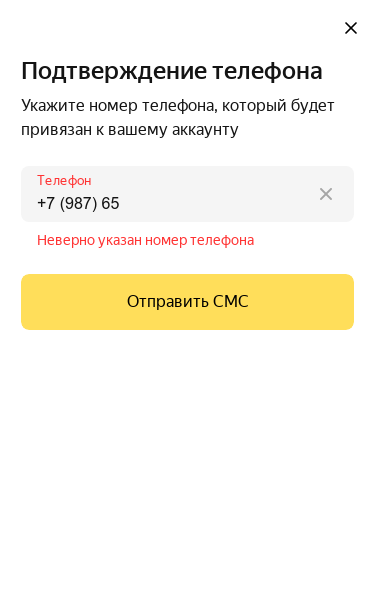 Подтверждение телефона
Укажите номер телефона, который будет
привязан к вашему аккаунту
Телефон
+7 (987) 65
Неверно указан номер телефона
Отправить СМС